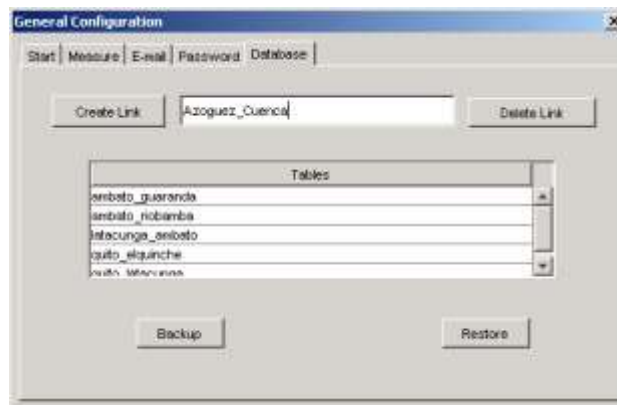 General Configuration
Start Measure E-mail Password Database
Create Link Azoguez_Cuenca Delete Link
Tables
ambato_guaranda
ambato_riobamba
latacunga_ambato
quito_elquinche
quito_latacunga
Backup Restore